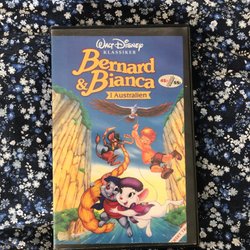 WALT DISNEY
KLASSIKER
Bernard
& Bianca
I Australien